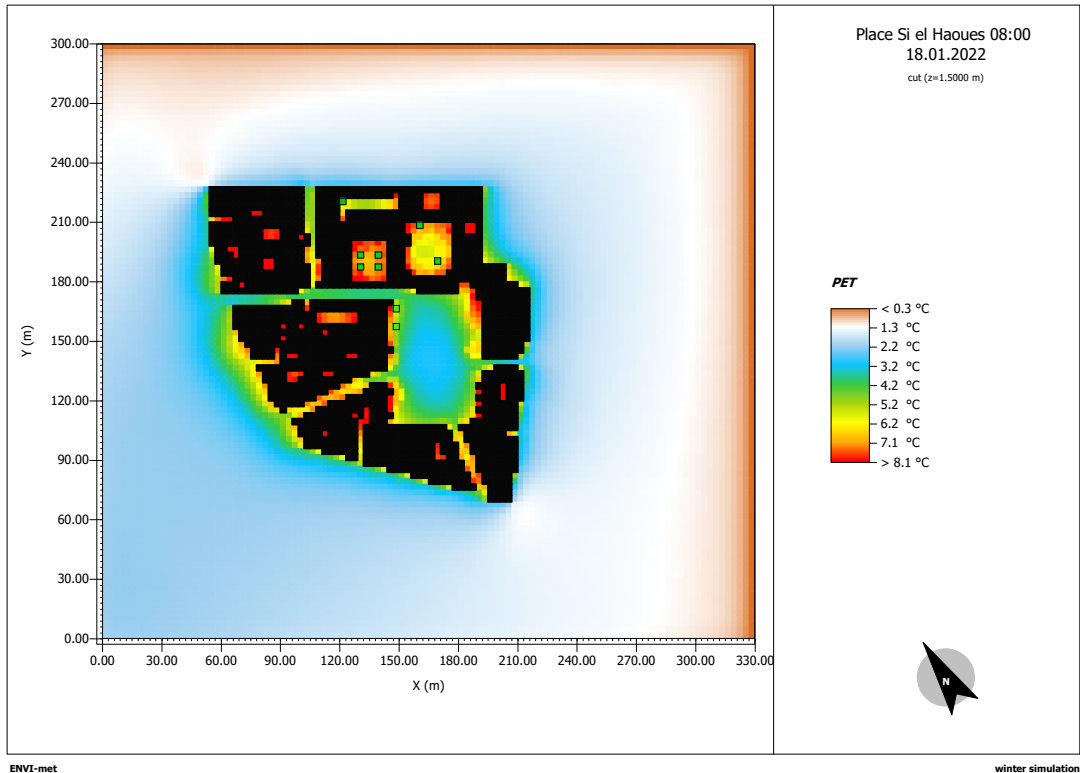 Place Si el Haoues 08:00
18.01.2022
cut (z=1.5000 m)
300.00
270.00
240.00
210.00
180.00
150.00
120.00
90.00
60.00
30.00
0.00
Y (m)
0.00 30.00 60.00 90.00 120.00 150.00 180.00 210.00 240.00 270.00 300.00 330.00
X (m)
PET
< 0.3 °C
1.3 °C
2.2 °C
3.2 °C
4.2 °C
5.2 °C
6.2 °C
7.1 °C
> 8.1 °C
N
ENVI-met
winter simulation